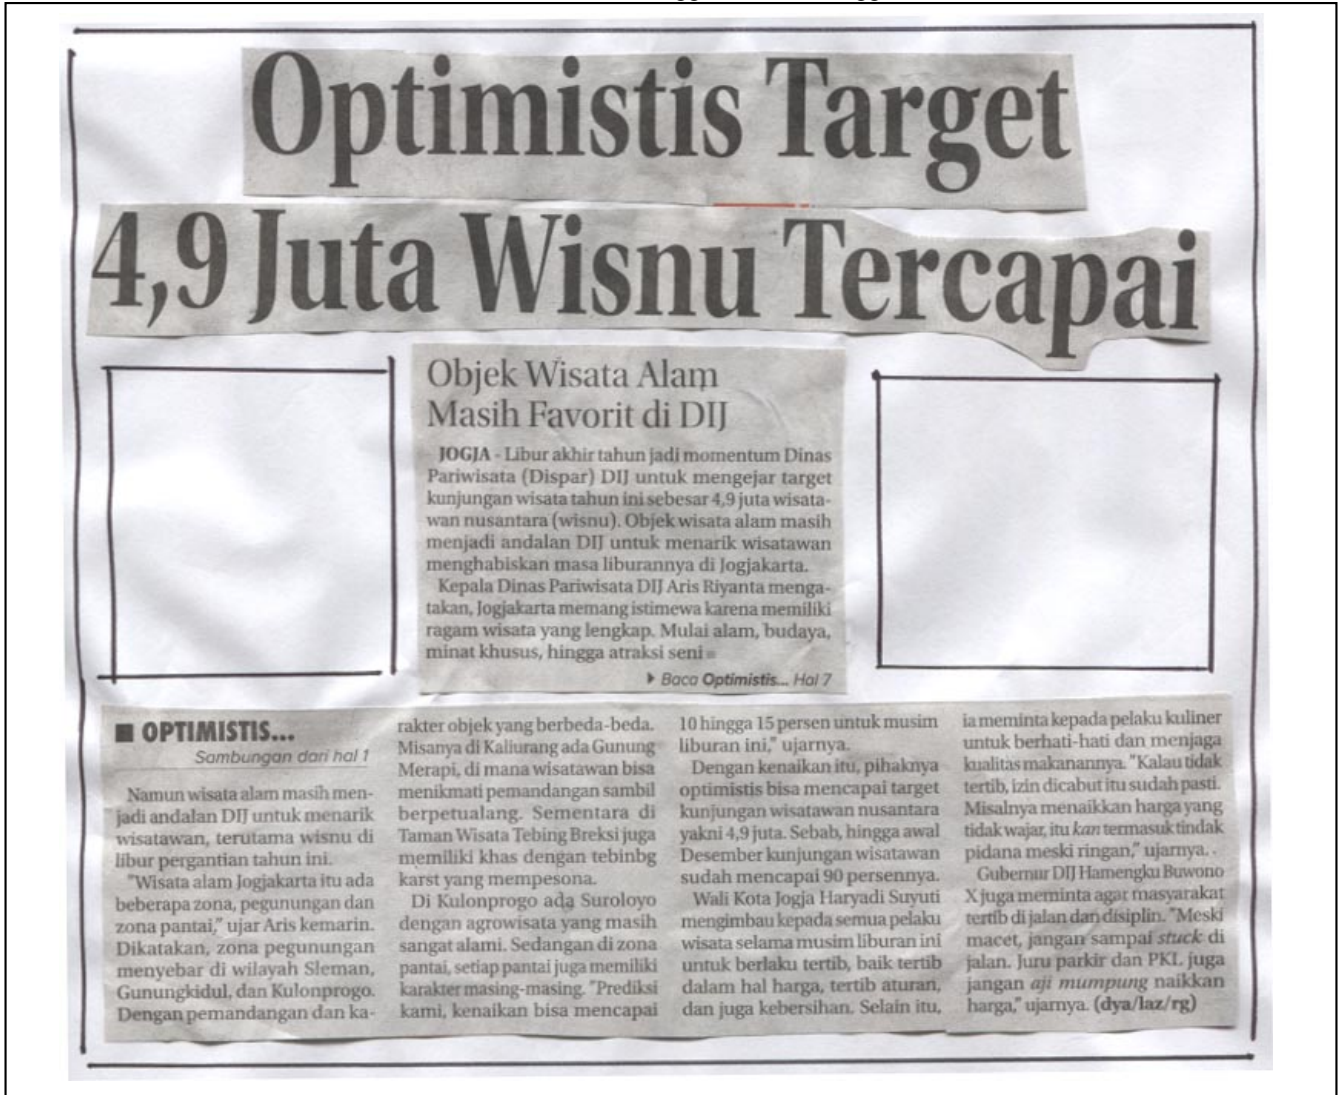 Optimistis Target
4,9 Juta Wisnu Tercapai
Objek Wisata Alam
Masih Favorit di DIJ
JOGJA - Libur akhir tahun jadi momentum Dinas
Pariwisata (Dispar) DIJ untuk mengejar target
kunjungan wisata tahun ini sebesar 4,9 juta wisata-
wan nusantara (wisnu). Objek wisata alam masih
menjadi andalan DIJ untuk menarik wisatawan
menghabiskan masa liburannya di Jogjakarta.
Kepala Dinas Pariwisata DIJ Aris Riyanta menga-
takan, Jogjakarta memang istimewa karena memiliki
ragam wisata yang lengkap. Mulai alam, budaya,
minat khusus, hingga atraksi seni
Baca Optimistis... Hal 7
OPTIMISTIS...
Sambungan dari hal 1
Namun wisata alam masih men-
jadi andalan DIJ untuk menarik
wisatawan, terutama wisnu di
libur pergantian tahun ini.
"Wisata alam Jogjakarta itu ada
beberapa zona, pegunungan dan
zona pantai," ujar Aris kemarin.
Dikatakan, zona pegunungan
menyebar di wilayah Sleman,
Gunungkidul, dan Kulonprogo.
Dengan pemandangan dan ka-
rakter objek yang berbeda-beda.
Misanya di Kaliurang ada Gunung
Merapi, di mana wisatawan bisa
menikmati pemandangan sambil
berpetualang. Sementara di
Taman Wisata Tebing Breksi juga
memiliki khas dengan tebinbg
karst yang mempesona.
Di Kulonprogo ada Suroloyo
dengan agrowisata yang masih
sangat alami. Sedangan di zona
pantai, setiap pantai juga memiliki
karakter masing-masing. "Prediksi
kami, kenaikan bisa mencapai
10 hingga 15 persen untuk musim
liburan ini," ujarnya.
Dengan kenaikan itu, pihaknya
optimistis bisa mencapai target
kunjungan wisatawan nusantara
yakni 4,9 juta. Sebab, hingga awal
Desember kunjungan wisatawan
sudah mencapai 90 persennya.
Wali Kota Jogja Haryadi Suyuti
mengimbau kepada semua pelaku
wisata selama musim liburan ini
untuk berlaku tertib, baik tertib
dalam hal harga, tertib aturan,
dan juga kebersihan. Selain itu,
ia meminta kepada pelaku kuliner
untuk berhati-hati dan menjaga
kualitas makanannya. "Kalau tidak
tertib, izin dicabut itu sudah pasti.
Misalnya menaikkan harga yang
tidak wajar, itu kan termasuk tindak
pidana meski ringan," ujarnya.
Gubernur DIJ Hamengku Buwono
X juga meminta agar masyarakat
tertib di jalan dan disiplin. "Meski
macet, jangan sampai stuck di
jalan. Juru parkir dan PKL juga
jangan aji mumpung naikkan
harga," ujarnya. (dya/laz/rg)